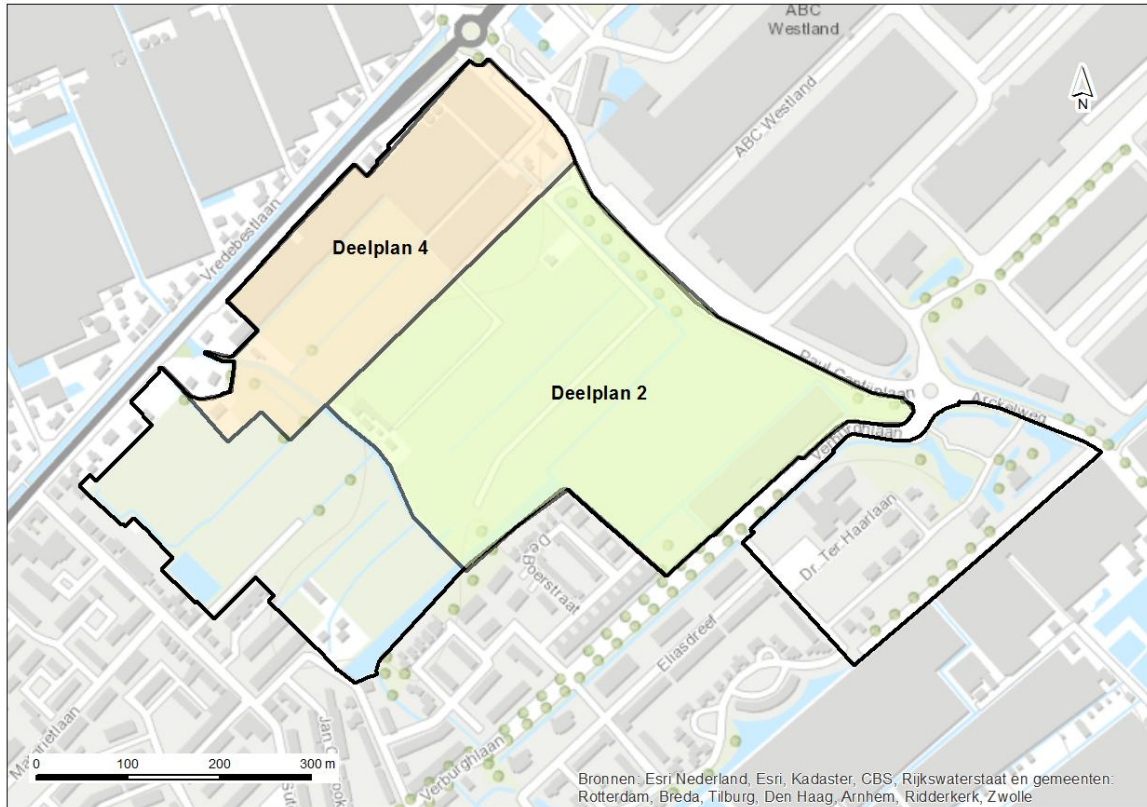 ABC
Westland
N
ABC Westland
Vredebestlaan
Deelplan 4
Deelplan 2
Paul Captijnlaan
Arckelweg
Verburghlaan
Dr. Ter Haarlaan
De
Boerstraat
Eliasdreef
Verburghlaan
0 100 200 300 m
Bronnen: Esri Nederland, Esri, Kadaster, CBS, Rijkswaterstaat en gemeenten:
Rotterdam, Breda, Tilburg, Den Haag, Arnhem, Ridderkerk, Zwolle